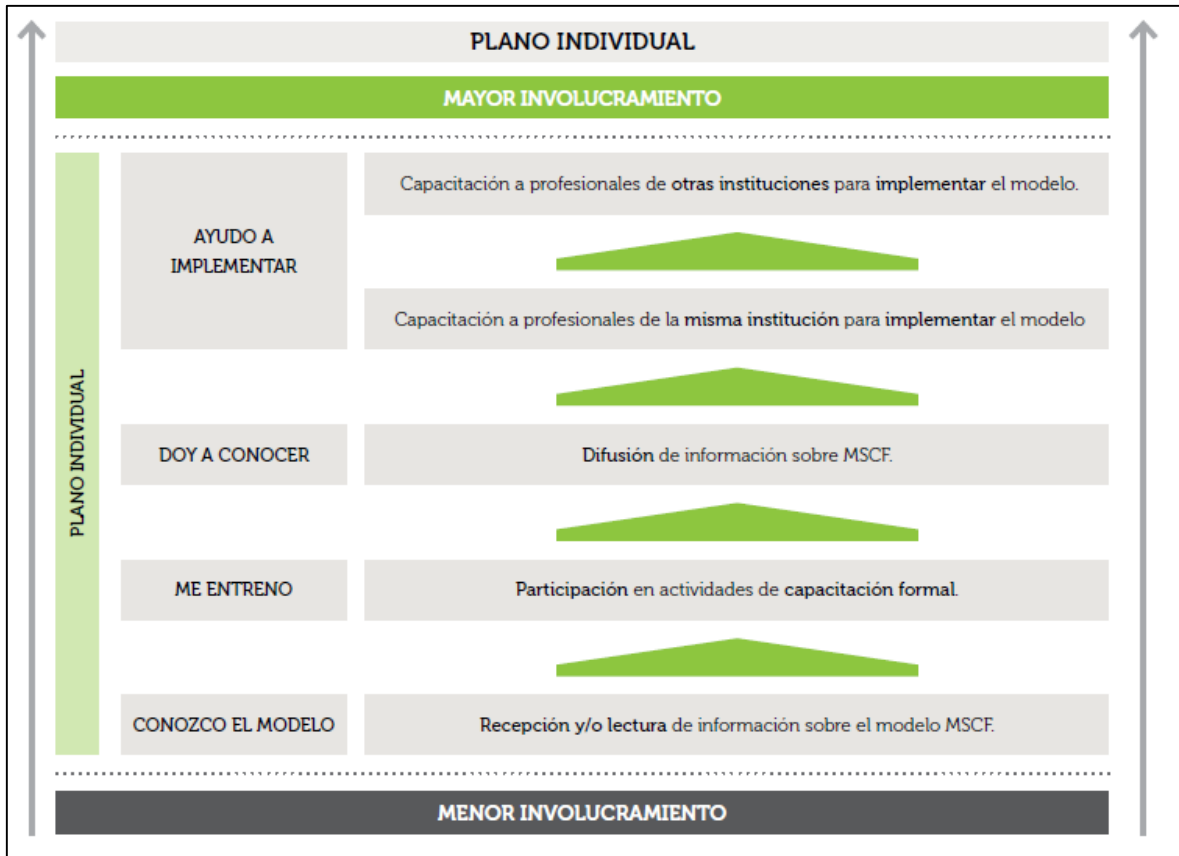 PLANO INDIVIDUAL
MAYOR INVOLUCRAMIENTO
PLANO INDIVIDUAL
AYUDO A
IMPLEMENTAR
Capacitación a profesionales de otras instituciones para implementar el modelo.
Capacitación a profesionales de la misma institución para implementar el modelo
DOY A CONOCER
Difusión de información sobre MSCF.
ME ENTRENO
Participación en actividades de capacitación formal.
CONOZCO EL MODELO
Recepción y/o lectura de información sobre el modelo MSCF.
MENOR INVOLUCRAMIENTO